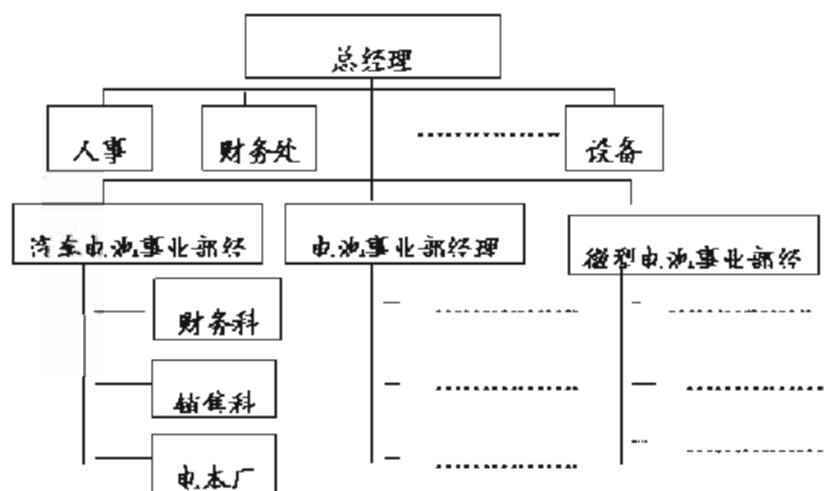 总经理
人事
财务处
设备
汽车电池事业部经
电池事业部经理
微型电池事业部经
财务科
销售科
电本厂